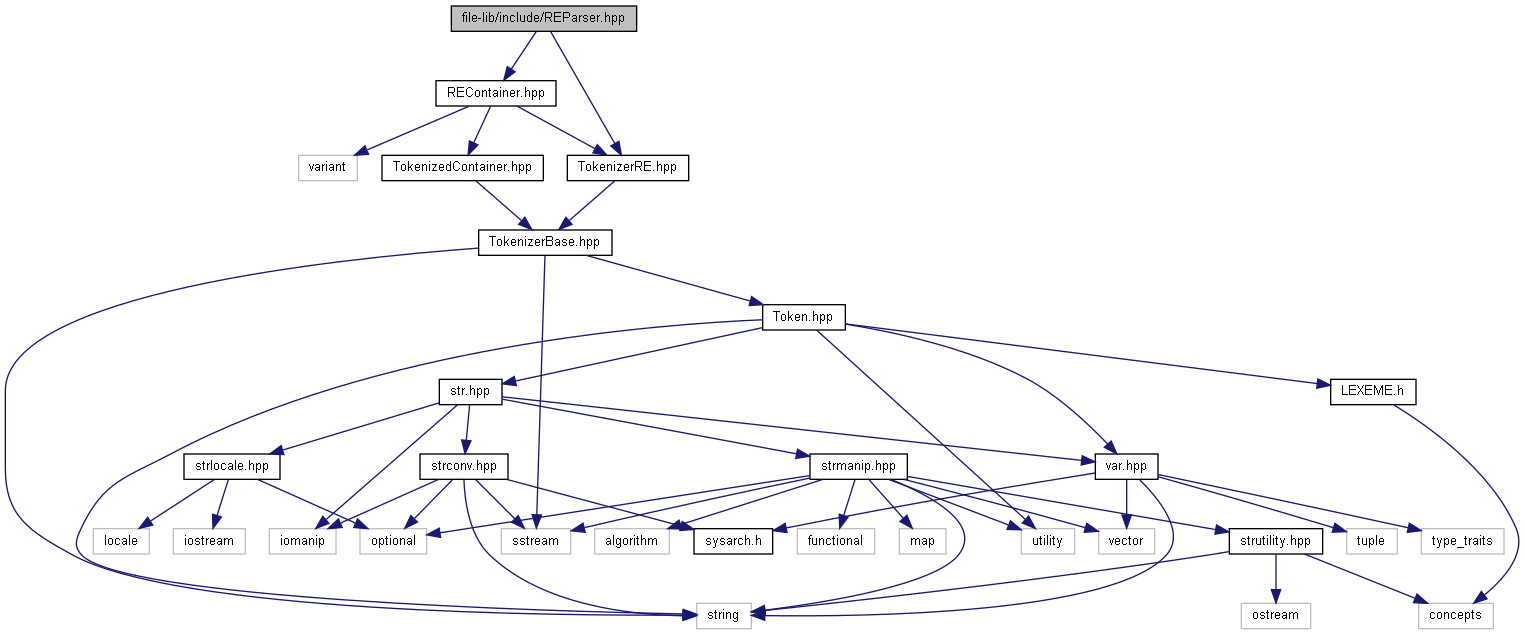 file-lib/include/REParser.hpp
REContainer.hpp
variant
TokenizedContainer.hpp
TokenizerRE.hpp
TokenizerBase.hpp
Token.hpp
str.hpp
LEXEME.h
strlocale.hpp
strconv.hpp
strmanip.hpp
var.hpp
locale
iostream
iomanip
optional
sstream
algorithm
sysarch.h
functional
map
utility
vector
strutility.hpp
tuple
type_traits
string
ostream
concepts